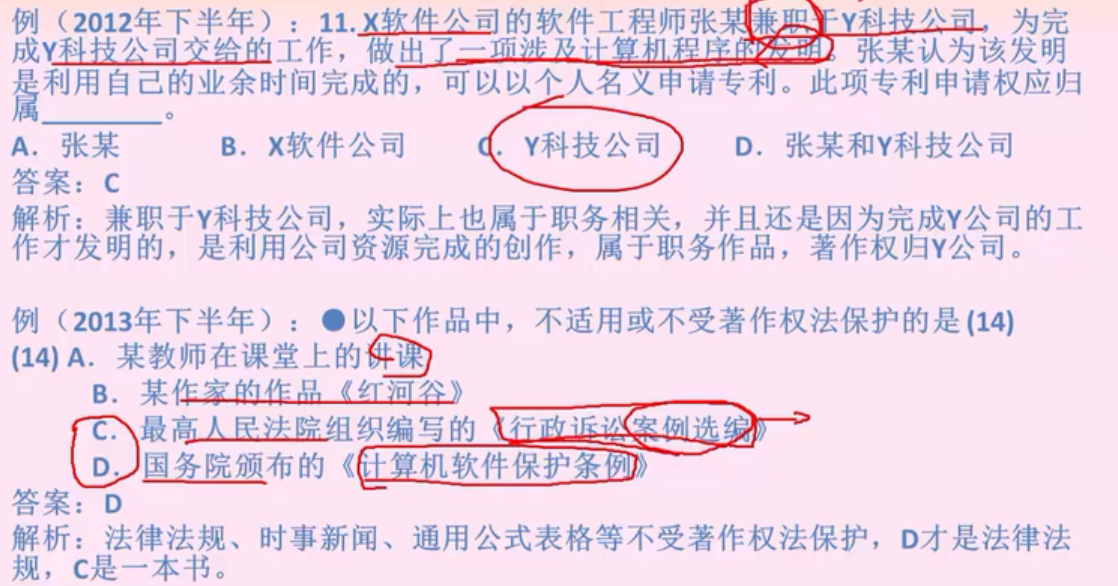 例（2012年下半年）：11.X软件公司的软件工程师张某兼职于Y科技公司，为完
成Y科技公司交给的工作，做出了一项涉及计算机程序的发明。张某认为该发明
是利用自己的业余时间完成的，可以以个人名义申请专利。此项专利申请权应归
属________。
A．张某 B．X软件公司 C．Y科技公司 D．张某和Y科技公司
答案：C
解析：兼职于Y科技公司，实际上也属于职务相关，并且还是因为完成Y公司的工
作才发明的，是利用公司资源完成的创作，属于职务作品，著作权归Y公司。
例（2013年下半年）：●以下作品中，不适用或不受著作权法保护的是(14)
(14) A．某教师在课堂上的讲课
B．某作家的作品《红河谷》
C．最高人民法院组织编写的《行政诉讼案例选编》
D．国务院颁布的《计算机软件保护条例》
答案：D
解析：法律法规、时事新闻、通用公式表格等不受著作权法保护，D才是法律法
规，C是一本书。